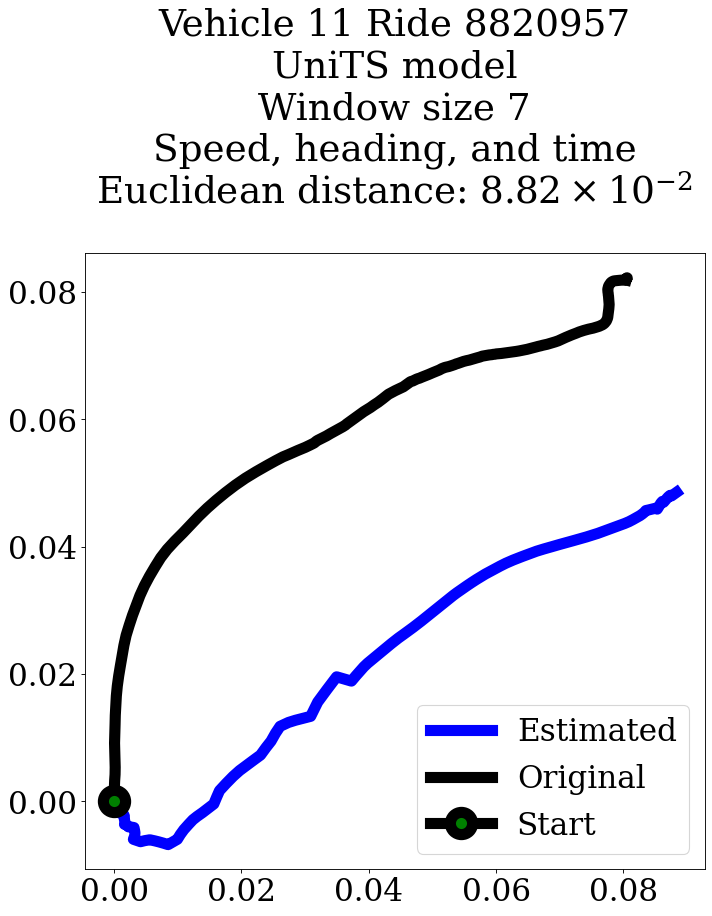 Vehicle 11 Ride 8820957
UniTS model
Window size 7
Speed, heading, and time
Euclidean distance: 8.82 × 10⁻²
0.08
0.06
0.04
0.02
0.00
Estimated
Original
Start
0.00 0.02 0.04 0.06 0.08